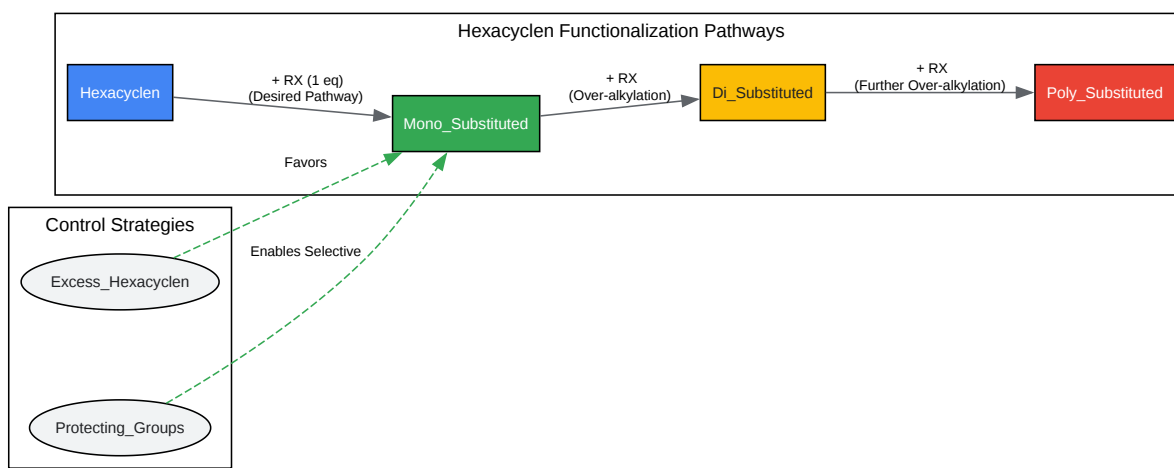 Hexacyclen Functionalization Pathways
Hexacyclen
+ RX (1 eq)
(Desired Pathway)
Mono_Substituted
+ RX
(Over-alkylation)
Di_Substituted
+ RX
(Further Over-alkylation)
Poly_Substituted
Favors
Enables Selective
Control Strategies
Excess_Hexacyclen
Protecting_Groups